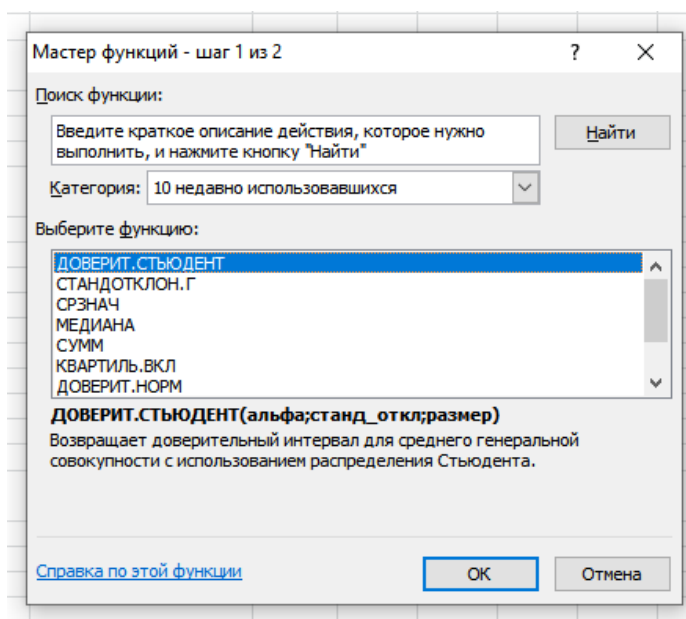 Мастер функций - шаг 1 из 2 ?
Поиск функции:
Введите краткое описание действия, которое нужно
выполнить, и нажмите кнопку "Найти"
Найти
Категория: 10 недавно использовавшихся
Выберите функцию:
ДОВЕРИТ.СТЬЮДЕНТ
СТАНДОТКЛОН.Г
СРЗНАЧ
МЕДИАНА
СУММ
КВАРТИЛЬ.ВКЛ
ДОВЕРИТ.НОРМ
ДОВЕРИТ.СТЬЮДЕНТ(альфа;станд_откл;размер)
Возвращает доверительный интервал для среднего генеральной
совокупности с использованием распределения Стьюдента.
Справка по этой функции
ОК
Отмена